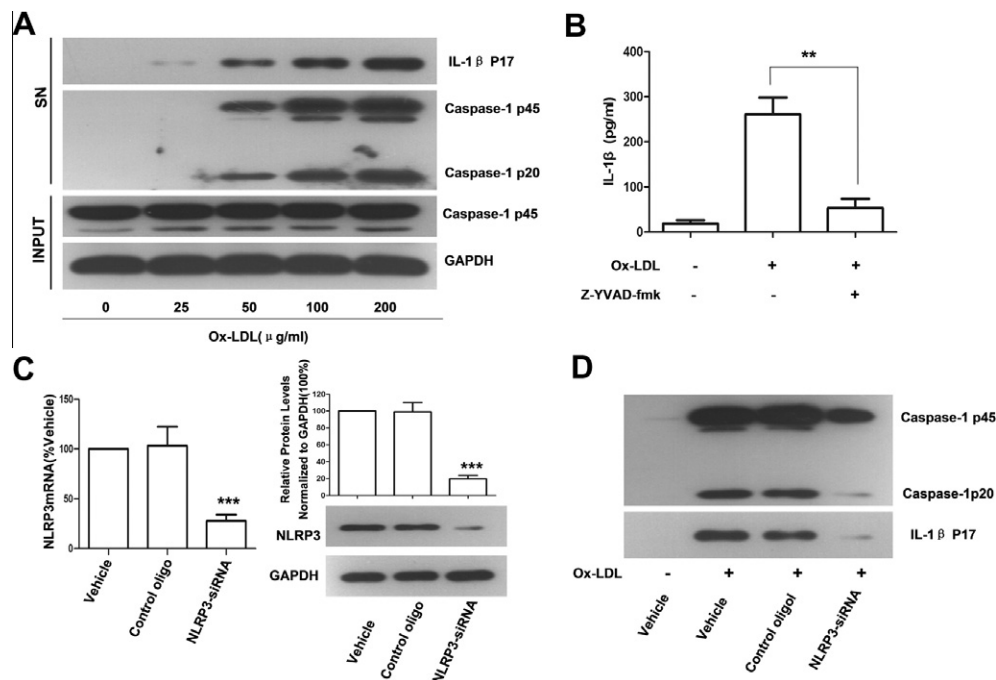 A
SN
IL-1 β P17
Caspase-1 p45
Caspase-1 p20
INPUT
Caspase-1 p45
GAPDH
0 25 50 100 200
Ox-LDL( μ g/ml)
B
**
400
300
200
100
0
IL-1β (pg/ml)
Ox-LDL - + +
Z-YVAD-fmk - - +
C
NLRP3mRNA(%Vehicle)
150
100
50
0
***
Vehicle
Control oligo
NLRP3-siRNA
Relative Protein Levels
Normalized to GAPDH(100%)
120
100
80
60
40
20
0
***
NLRP3
GAPDH
Vehicle
Control oligo
NLRP3-siRNA
D
Caspase-1 p45
Caspase-1p20
IL-1 β P17
Ox-LDL - + + +
Vehicle
Vehicle
Control oligol
NLRP3-siRNA